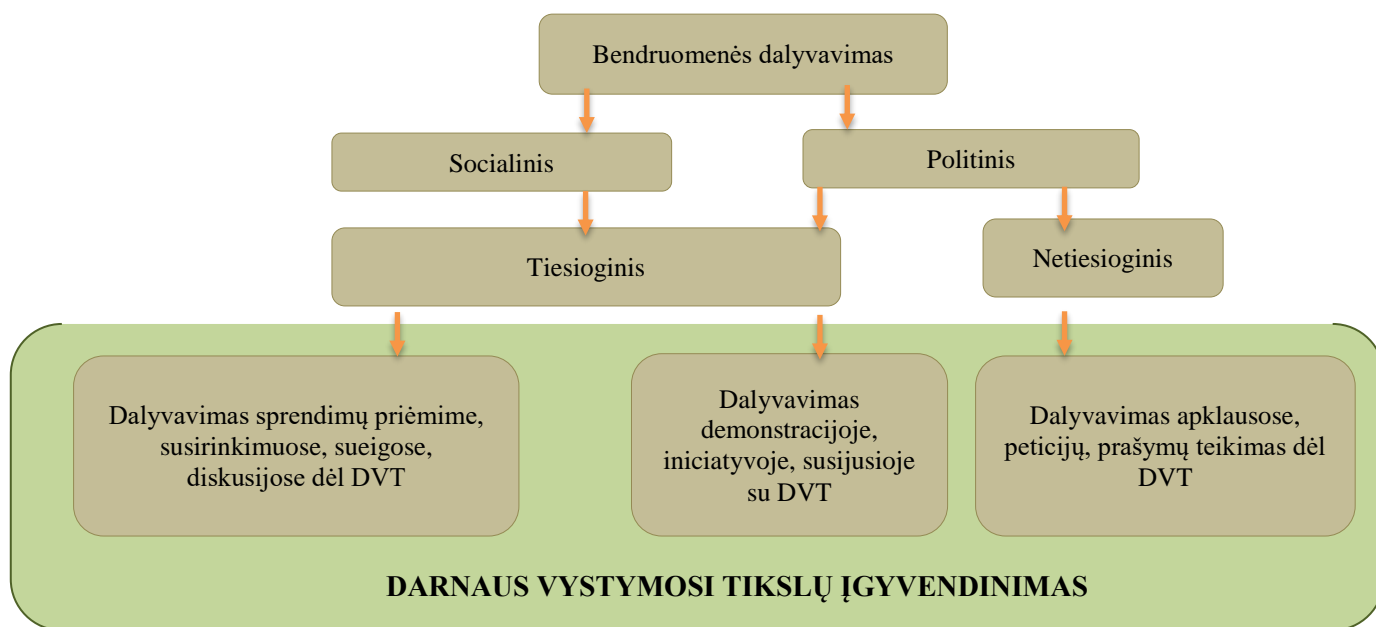 Bendruomenės dalyvavimas
Socialinis
Politinis
Tiesioginis
Netiesioginis
Dalyvavimas sprendimų priėmime,
susirinkimuose, sueigose,
diskusijose dėl DVT
Dalyvavimas
demonstracijoje,
iniciatyvoje, susijusioje
su DVT
Dalyvavimas apklausose,
peticijų, prašymų teikimas dėl
DVT
DARNAUS VYSTYMOSI TIKSLŲ ĮGYVENDINIMAS